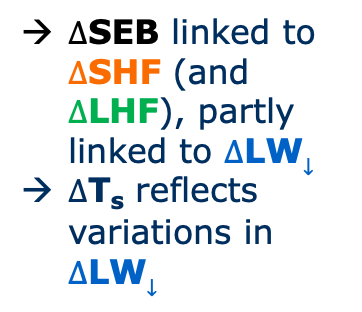 → ΔSEB linked to
ΔSHF (and
ΔLHF), partly
linked to ΔLW↓
→ ΔTs reflects
variations in
ΔLW↓